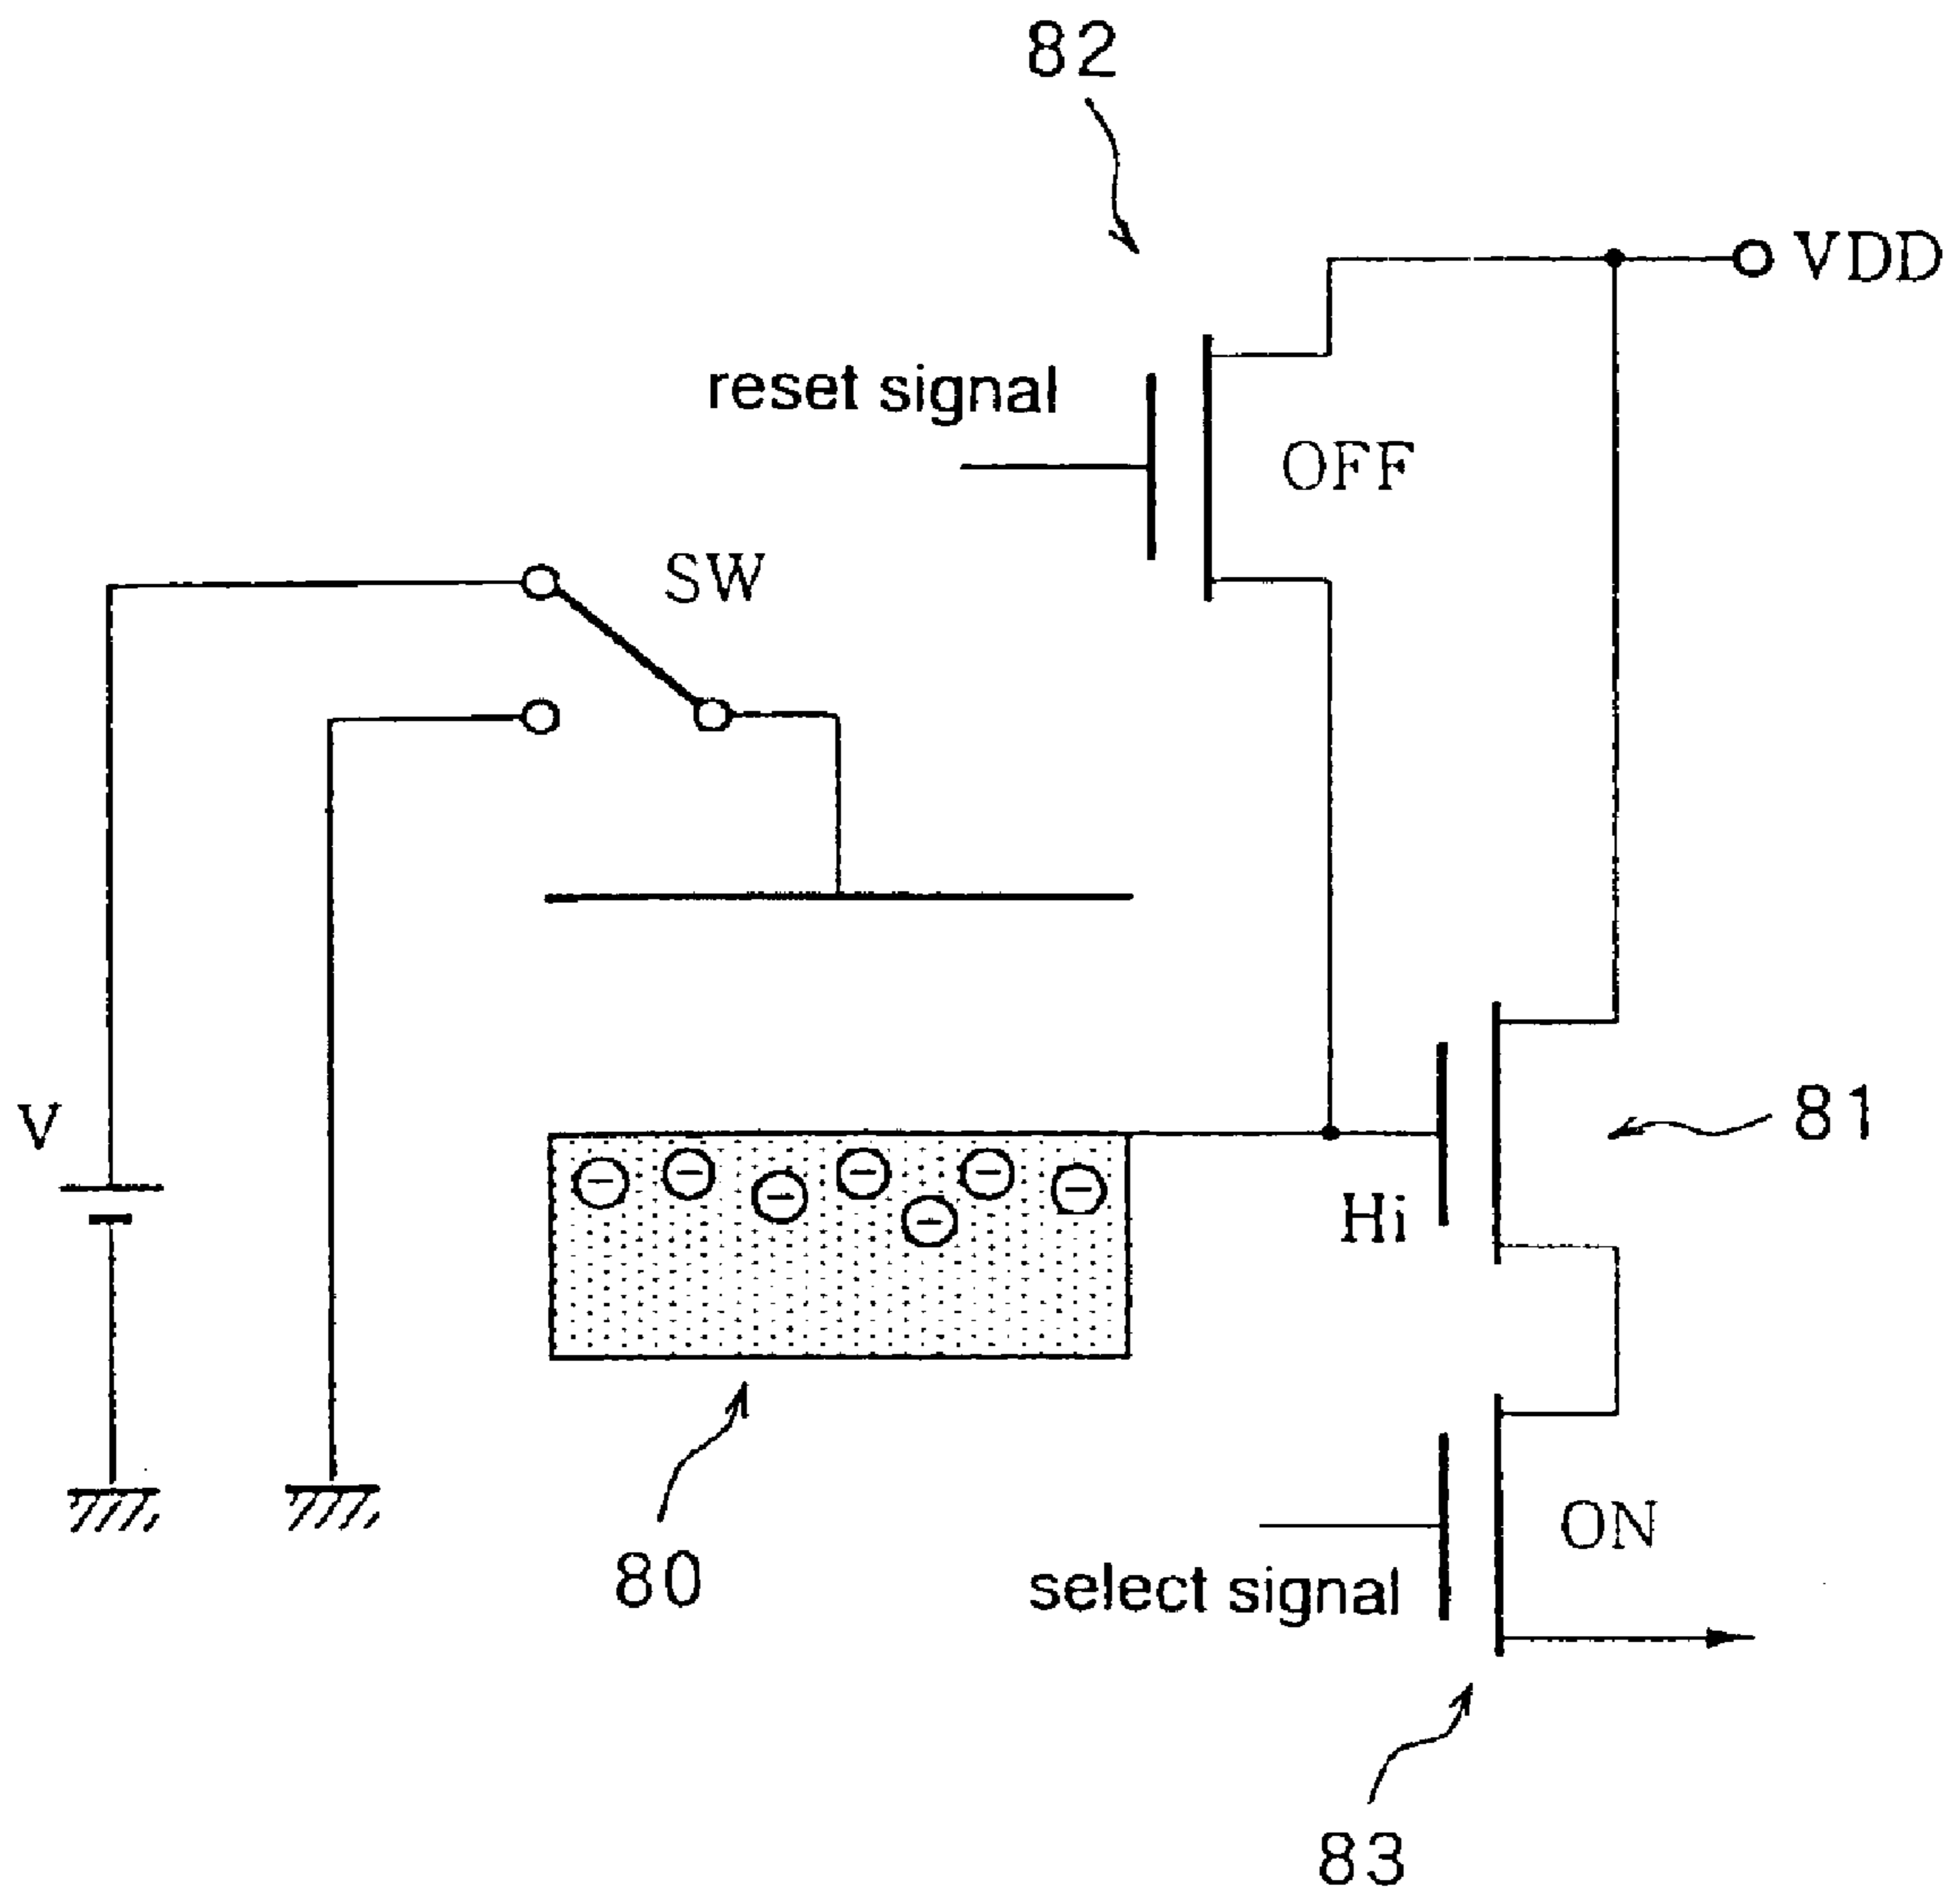 82
VDD
reset signal
OFF
SW
V
81
Hi
ON
80
select signal
83